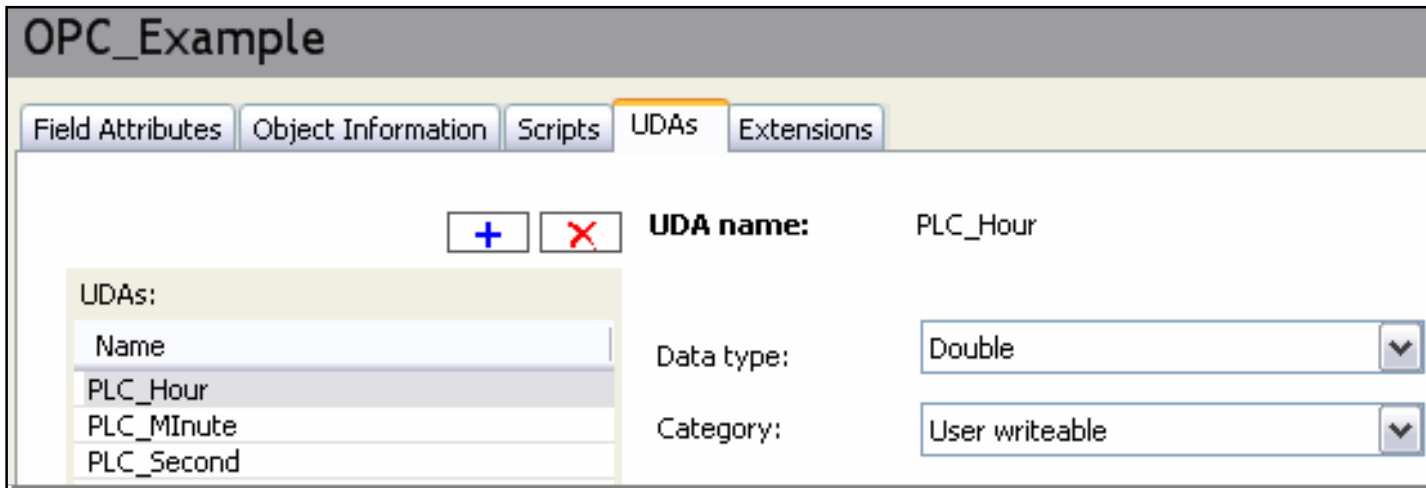 OPC_Example
Field Attributes Object Information Scripts UDAs Extensions
UDA name: PLC_Hour
UDAs:
Name
PLC_Hour
PLC_MInute
PLC_Second
Data type: Double
Category: User writeable